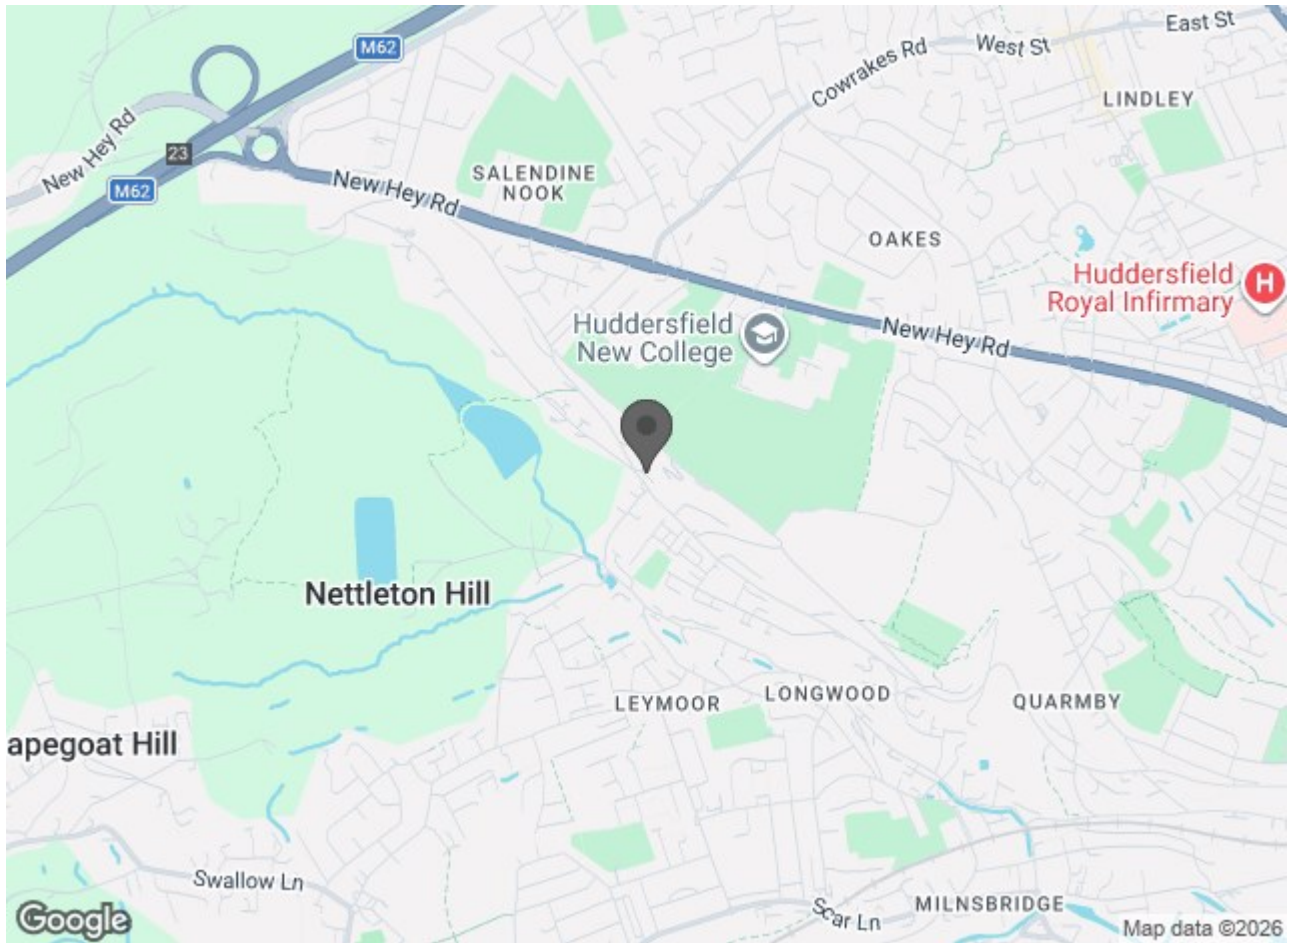 East St
M62
West St
Cowrakes Rd
LINDLEY
New Hey Rd
23
SALENDINE
NOOK
M62
New Hey Rd
OAKES
Huddersfield
Royal Infirmary
H
Huddersfield
New College
New Hey Rd
Nettleton Hill
LEYMOOR
LONGWOOD
QUARMBY
apegoat Hill
Swallow Ln
Scar Ln
MILNSBRIDGE
Google
Map data ©2026